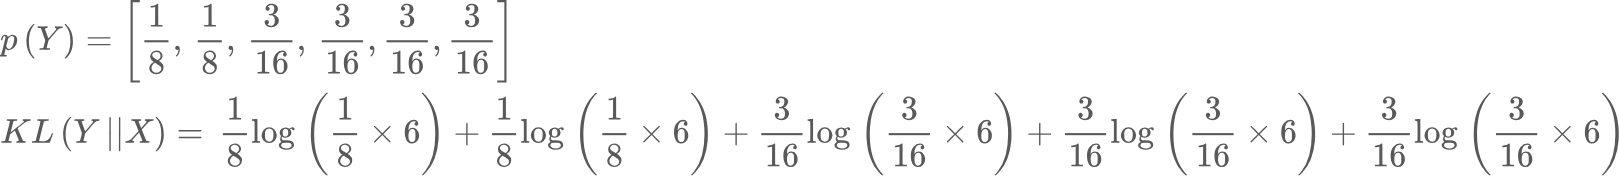 p (Y) = [1/8, 1/8, 3/16, 3/16, 3/16, 3/16]
KL (Y ||X) = 1/8 log (1/8 × 6) + 1/8 log (1/8 × 6) + 3/16 log (3/16 × 6) + 3/16 log (3/16 × 6) + 3/16 log (3/16 × 6)